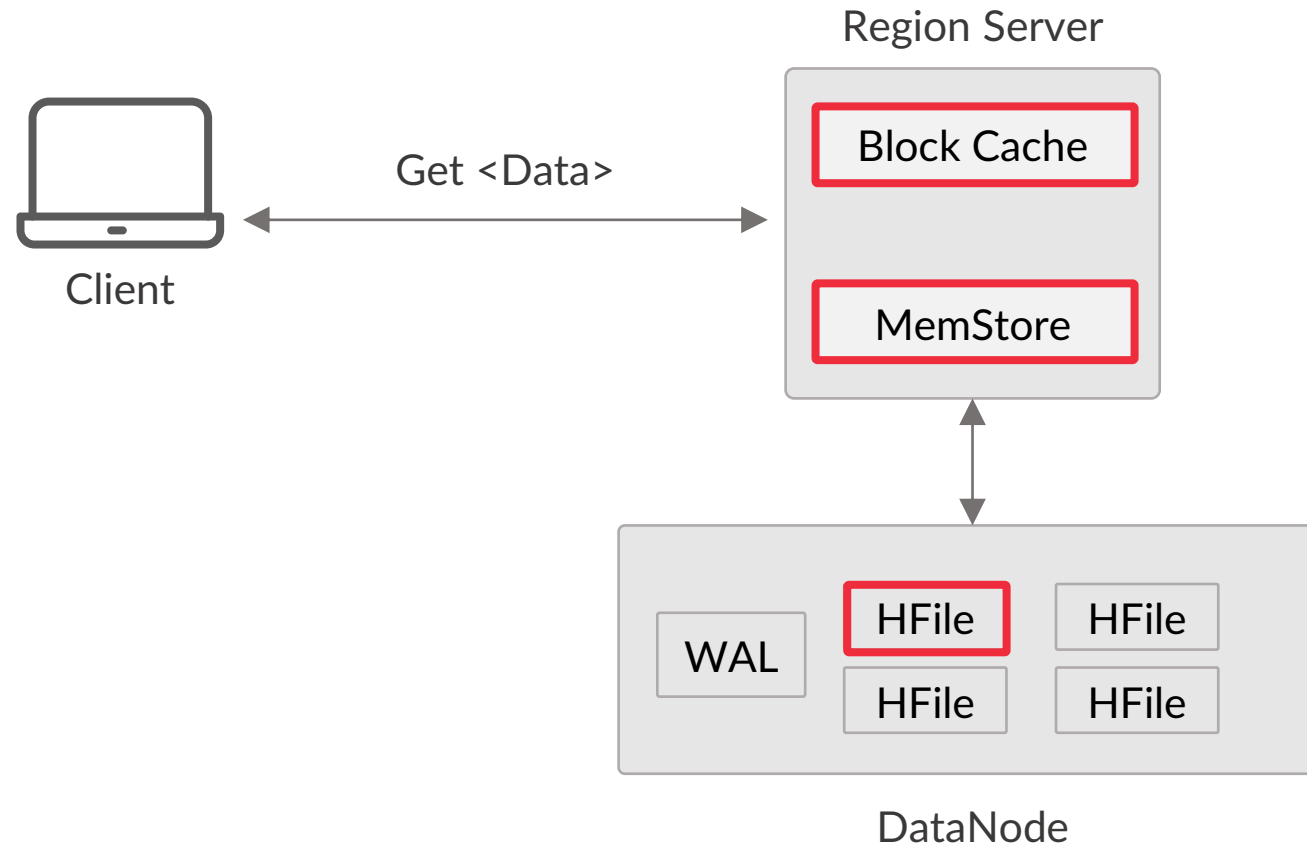 Region Server
Block Cache
Get <Data>
Client
MemStore
WAL
HFile
HFile
HFile
HFile
DataNode